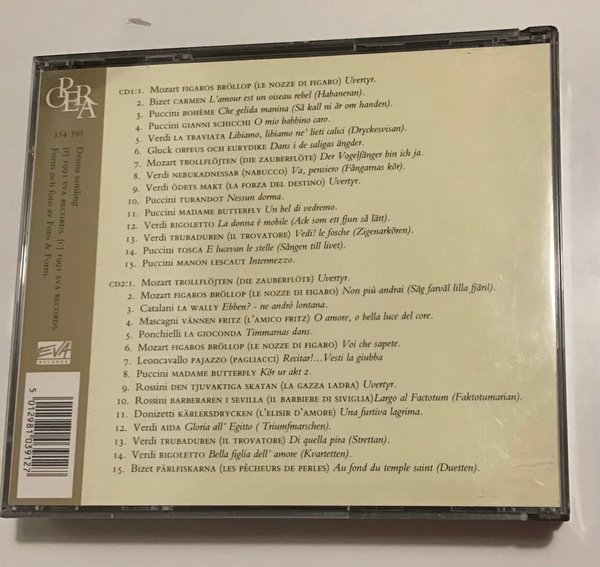 OPERA
354 391
Denna samling
(P) 1991 EVA RECORDS. (C) 1991 EVA RECORDS.
Form och foto av Foto & Form.
EVA
RECORDS
5 012981 039127
CD1:1. Mozart FIGAROS BRÖLLOP (LE NOZZE DI FIGARO) Uvertyr.
2. Bizet CARMEN L'amour est un oiseau rebel (Habaneran).
3. Puccini BOHÈME Che gelida manina (Så kall ni är om handen).
4. Puccini GIANNI SCHICCHI O mio babbino caro.
5. Verdi LA TRAVIATA Libiamo, libiamo ne' lieti calici (Dryckesvisan).
6. Gluck ORFEUS OCH EURYDIKE Dans i de saligas ängder.
7. Mozart TROLLFLÖJTEN (DIE ZAUBERFLÖTE) Der Vogelfänger bin ich ja.
8. Verdi NEBUKADNESSAR (NABUCCO) Va, pensiero (Fångarnas kör).
9. Verdi ÖDETS MAKT (LA FORZA DEL DESTINO) Uvertyr.
10. Puccini TURANDOT Nessun dorma.
11. Puccini MADAME BUTTERFLY Un bel di vedremo.
12. Verdi RIGOLETTO La donna è mobile (Ack som ett fjun så lätt).
13. Verdi TRUBADUREN (IL TROVATORE) Vedi! le fosche (Zigenarkören).
14. Puccini TOSCA E lucevan le stelle (Sången till livet).
15. Puccini MANON LESCAUT Intermezzo.
CD2:1. Mozart TROLLFLÖJTEN (DIE ZAUBERFLÖTE) Uvertyr.
2. Mozart FIGAROS BRÖLLOP (LE NOZZE DI FIGARO) Non più andrai (Säg farväl lilla fjäril).
3. Catalani LA WALLY Ebben? - ne andrò lontana.
4. Mascagni VÄNNEN FRITZ (L'AMICO FRITZ) O amore, o bella luce del core.
5. Ponchielli LA GIOCONDA Timmarnas dans.
6. Mozart FIGAROS BRÖLLOP (LE NOZZE DI FIGARO) Voi che sapete.
7. Leoncavallo PAJAZZO (PAGLIACCI) Recitar!...Vesti la giubba
8. Puccini MADAME BUTTERFLY Kör ur akt 2.
9. Rossini DEN TJUVAKTIGA SKATAN (LA GAZZA LADRA) Uvertyr.
10. Rossini BARBERAREN I SEVILLA (IL BARBIERE DI SIVIGLIA)Largo al Factotum (Faktotumarian).
11. Donizetti KÄRLEKSDRYCKEN (L'ELISIR D'AMORE) Una furtiva lagrima.
12. Verdi AIDA Gloria all' Egitto ( Triumfmarschen).
13. Verdi TRUBADUREN (IL TROVATORE) Di quella pira (Strettan).
14. Verdi RIGOLETTO Bella figlia dell' amore (Kvartetten).
15. Bizet PÄRLFISKARNA (LES PÊCHEURS DE PERLES) Au fond du temple saint (Duetten).